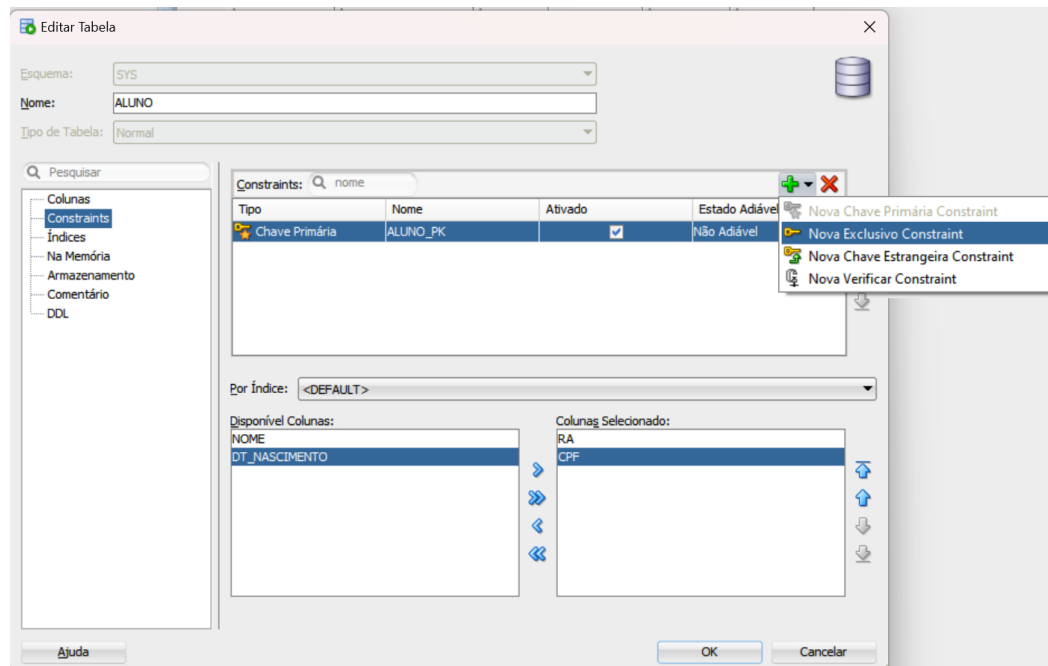 Editar Tabela
Esquema: SYS
Nome: ALUNO
Tipo de Tabela: Normal
Pesquisar
Colunas
Constraints
Índices
Na Memória
Armazenamento
Comentário
DDL
Constraints: nome
Tipo Nome Ativado Estado Adiável
Chave Primária ALUNO_PK Não Adiável
Nova Chave Primária Constraint
Nova Exclusivo Constraint
Nova Chave Estrangeira Constraint
Nova Verificar Constraint
Por Índice: <DEFAULT>
Disponível Colunas:
NOME
DT_NASCIMENTO
Colunas Selecionado:
RA
CPF
Ajuda
OK
Cancelar